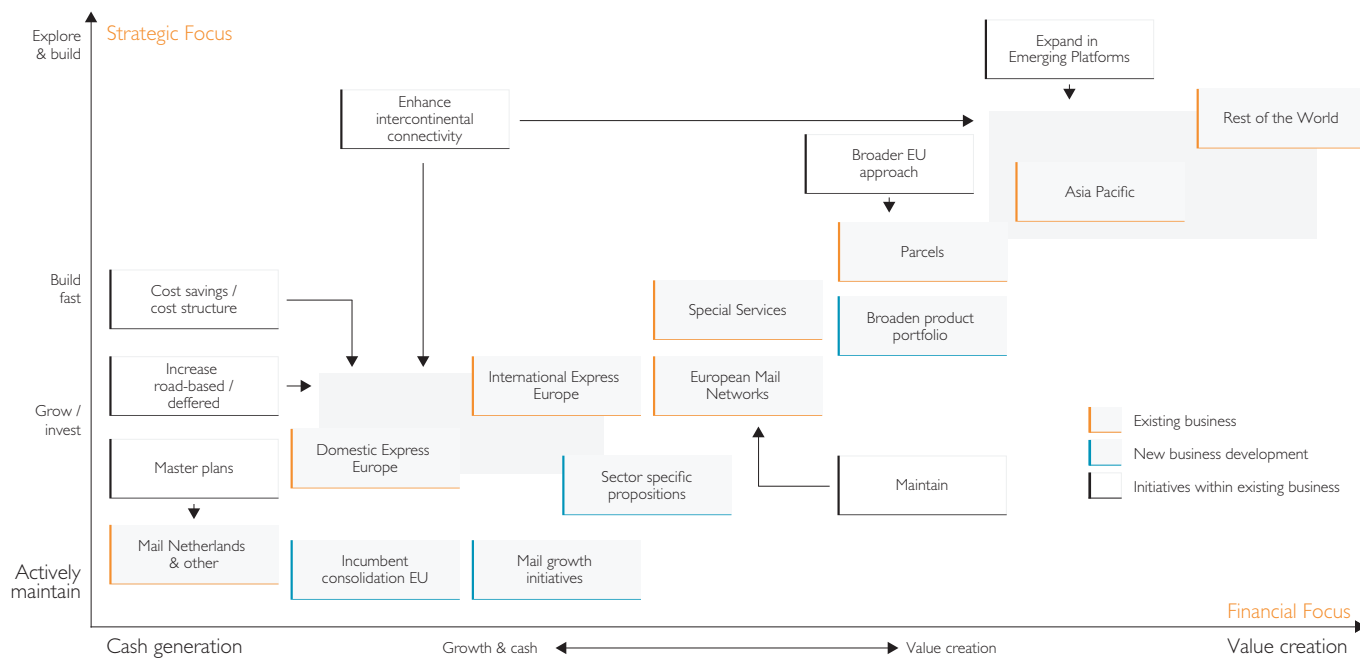 Explore
& build
Strategic Focus
Expand in
Emerging Platforms
Enhance
intercontinental
connectivity
Rest of the World
Broader EU
approach
Asia Pacific
Parcels
Build
fast
Cost savings /
cost structure
Special Services
Broaden product
portfolio
Increase
road-based /
deffered
International Express
Europe
European Mail
Networks
Grow /
invest
Existing business
Domestic Express
Europe
New business development
Master plans
Sector specific
propositions
Maintain
Initiatives within existing business
Mail Netherlands
& other
Incumbent
consolidation EU
Mail growth
initiatives
Actively
maintain
Financial Focus
Cash generation
Growth & cash
Value creation
Value creation